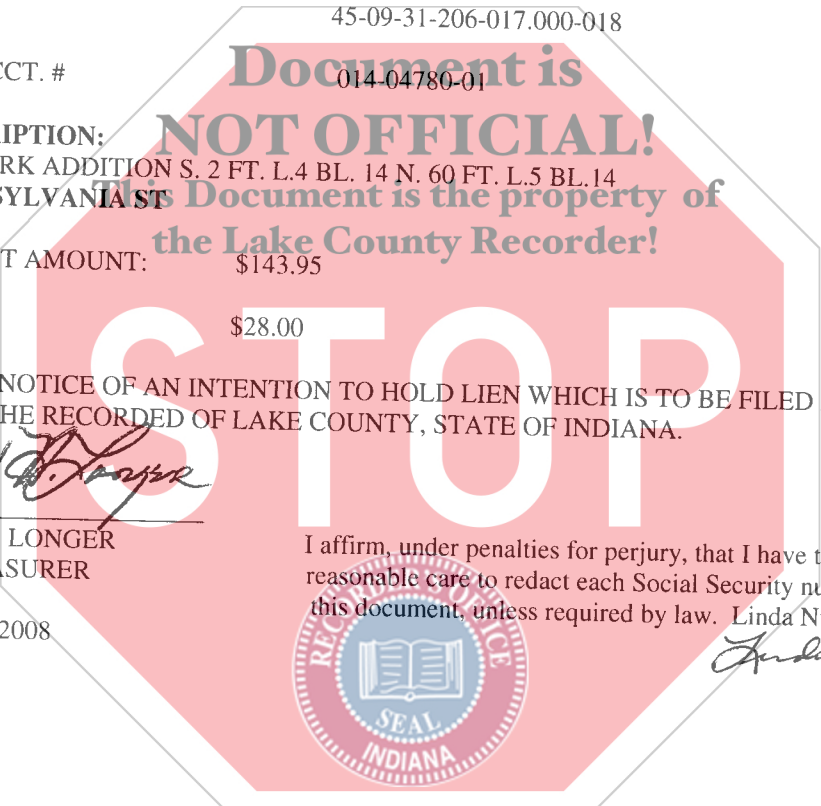 45-09-31-206-017.000-018
CCT. #
014-04780-01
Document is
NOT OFFICIAL!
This Document is the property of
the Lake County Recorder!
IPTION:
RK ADDITION S. 2 FT. L.4 BL. 14 N. 60 FT. L.5 BL.14
SYLVANIA ST
T AMOUNT: $143.95
$28.00
NOTICE OF AN INTENTION TO HOLD LIEN WHICH IS TO BE FILED
HE RECORDED OF LAKE COUNTY, STATE OF INDIANA.
STOP
LONGER
ASURER
2008
I affirm, under penalties for perjury, that I have t
reasonable care to redact each Social Security nu
this document, unless required by law. Linda N
RECORDER'S OFFICE
SEAL
INDIANA